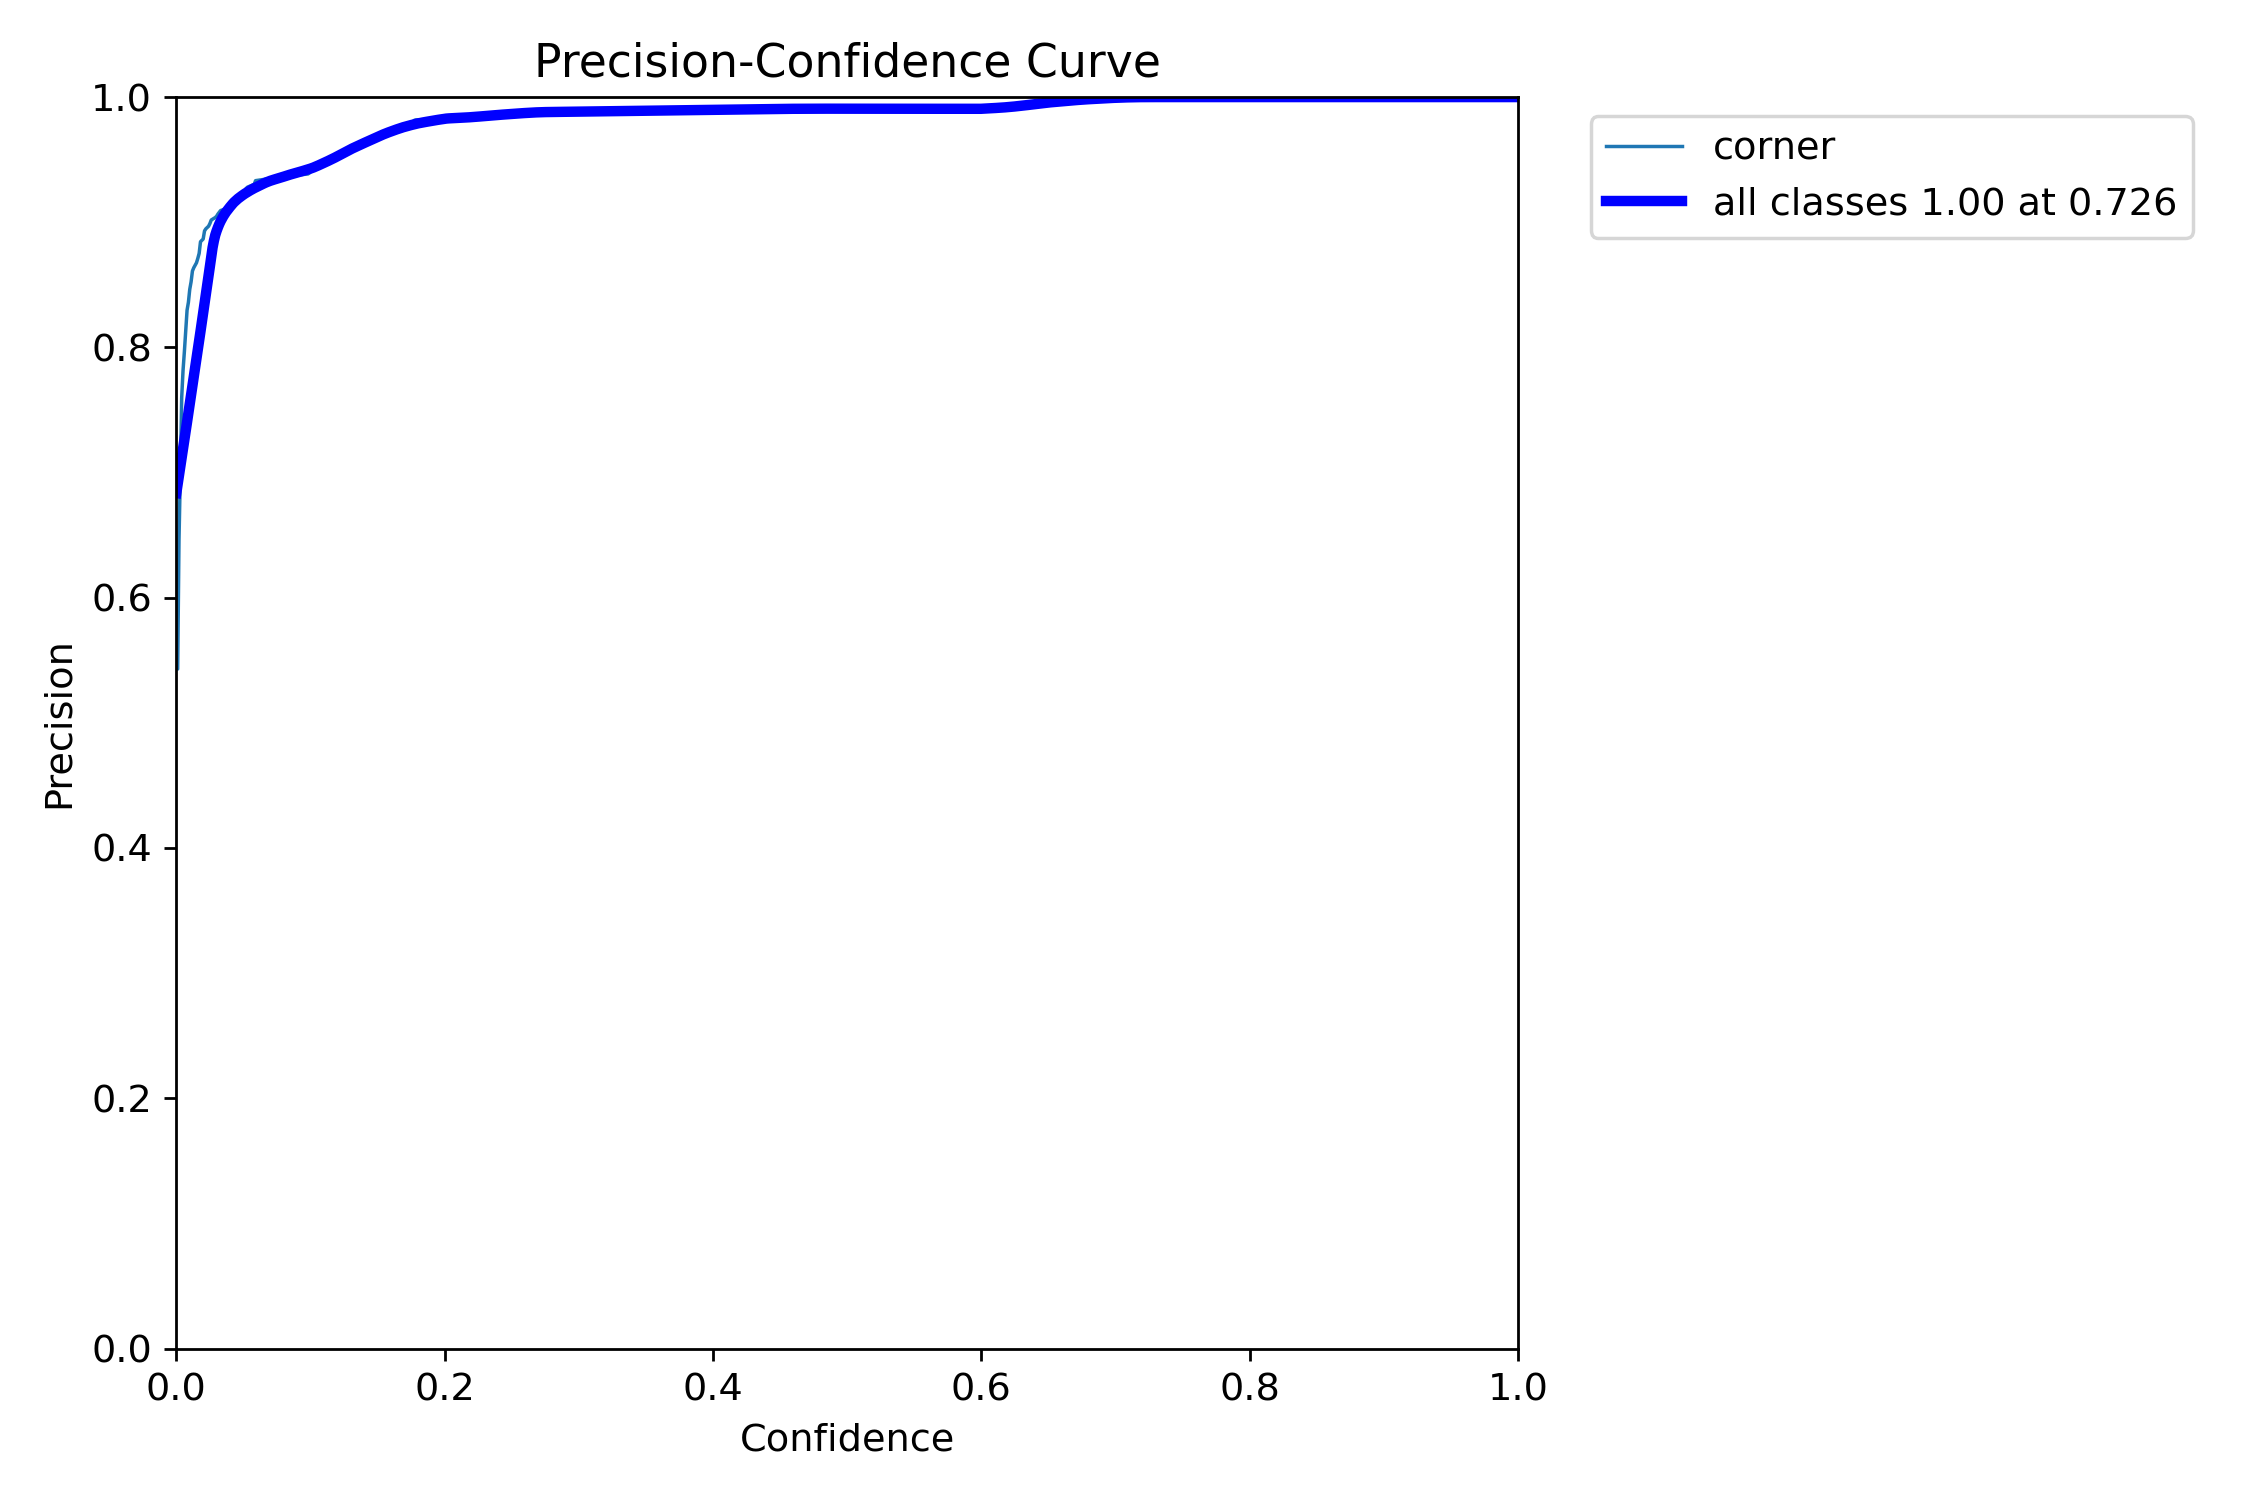 Precision-Confidence Curve
1.0
0.8
0.6
0.4
0.2
0.0
Precision
0.0 0.2 0.4 0.6 0.8 1.0
Confidence
corner
all classes 1.00 at 0.726